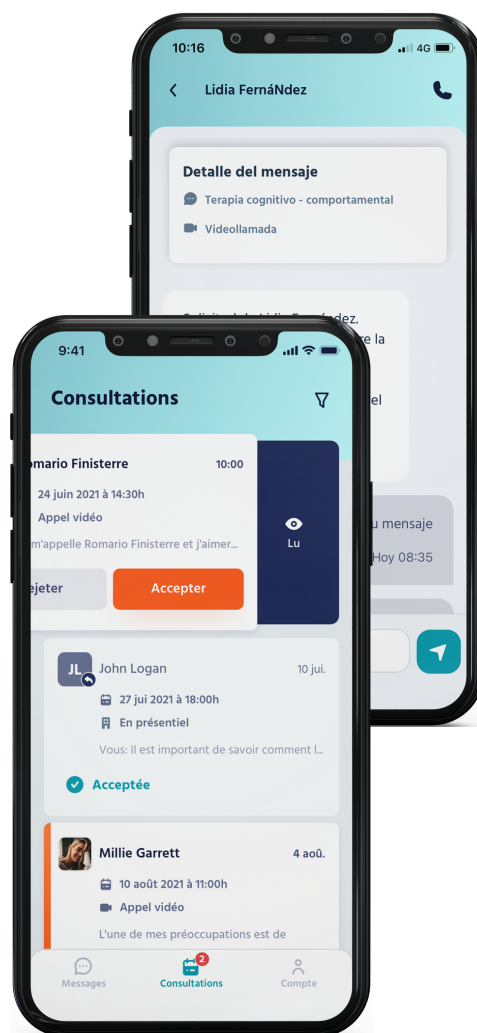 10:16
4G
Lidia FernáNdez
Detalle del mensaje
Terapia cognitivo - comportamental
Videollamada
la
el
mensaje
Hoy 08:35
9:41
Consultations
Finisterre 10:00
24 juin 2021 à 14:30h
Appel vidéo
m'appelle Romario Finisterre et j'aimer...
Accepter
Lu
JL
John Logan 10 jui.
27 jui 2021 à 18:00h
En présentiel
Vous: Il est important de savoir comment l...
Acceptée
Millie Garrett 4 aoû.
10 août 2021 à 11:00h
Appel vidéo
L'une de mes préoccupations est de
2
Messages Consultations Compte